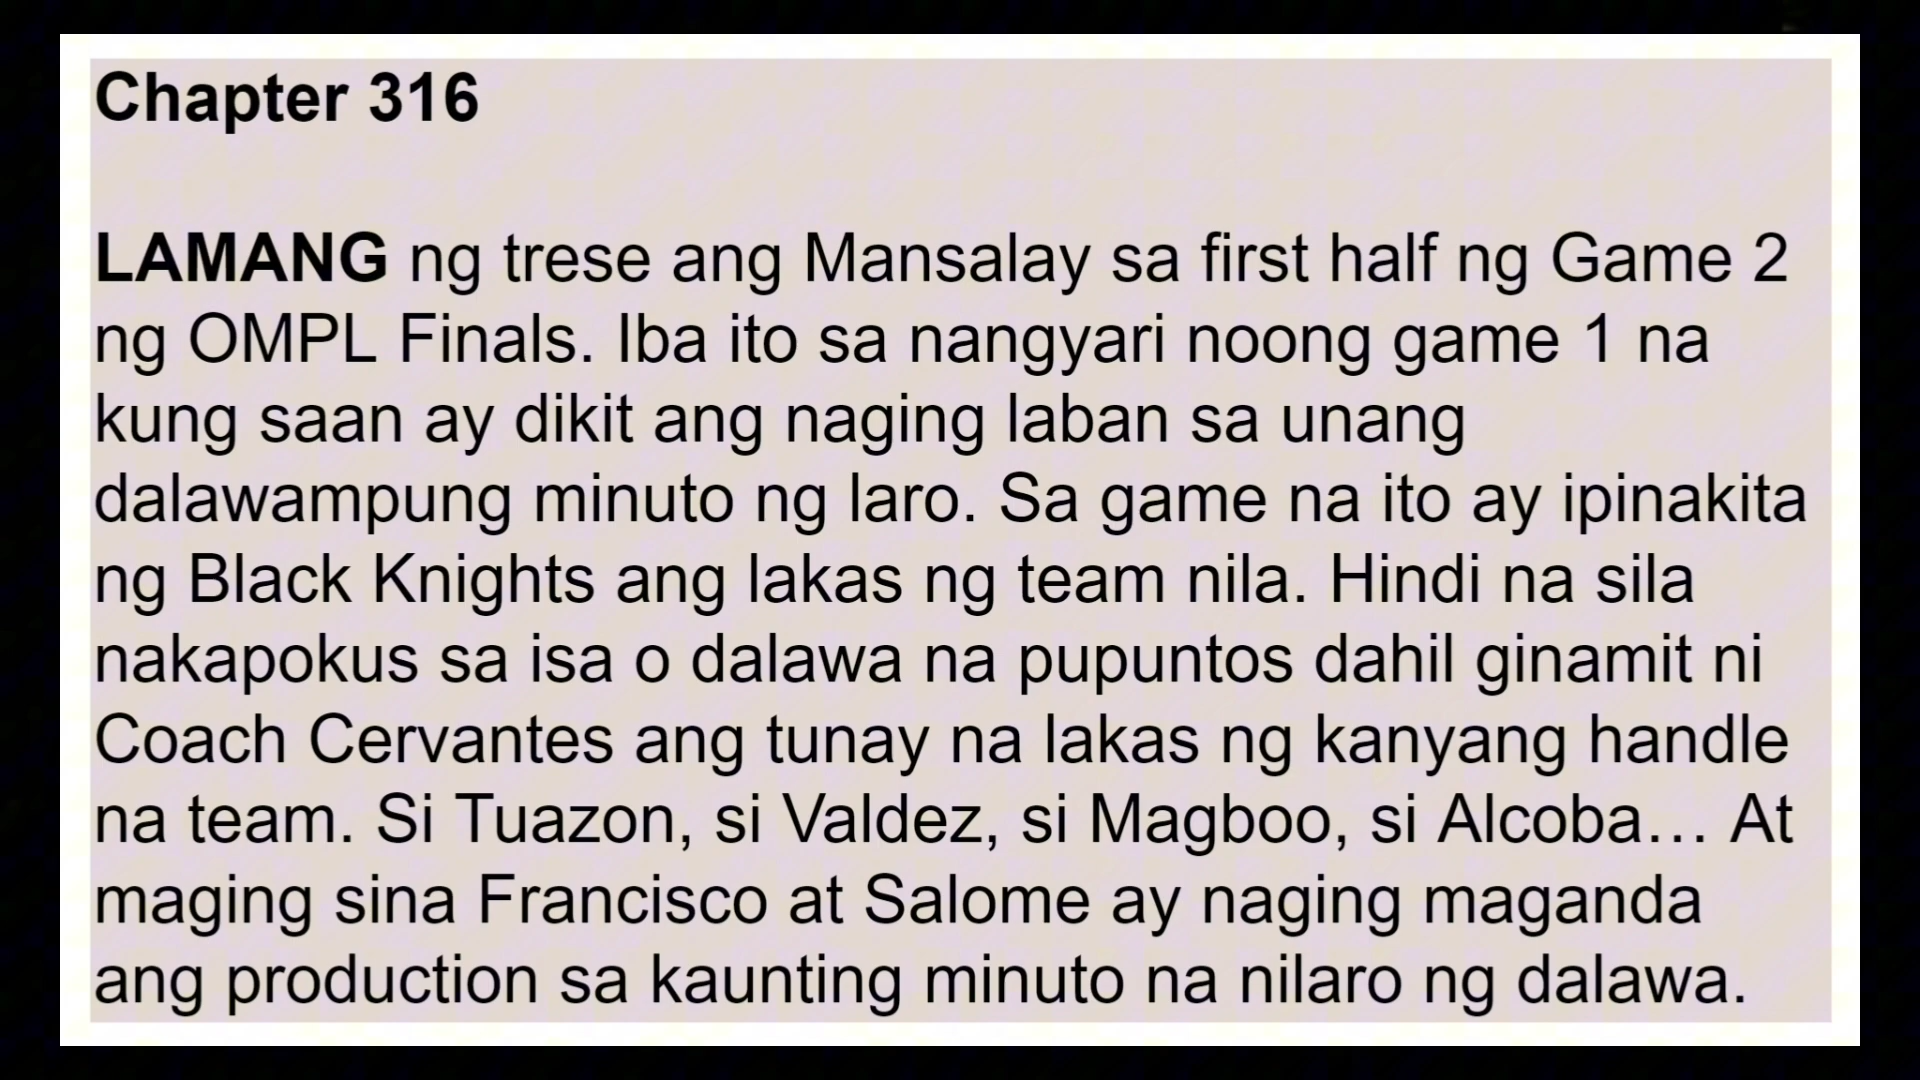 Chapter 316
LAMANG ng trese ang Mansalay sa first half ng Game 2
ng OMPL Finals. Iba ito sa nangyari noong game 1 na
kung saan ay dikit ang naging laban sa unang
dalawampung minuto ng laro. Sa game na ito ay ipinakita
ng Black Knights ang lakas ng team nila. Hindi na sila
nakapokus sa isa o dalawa na pupuntos dahil ginamit ni
Coach Cervantes ang tunay na lakas ng kanyang handle
na team. Si Tuazon, si Valdez, si Magboo, si Alcoba… At
maging sina Francisco at Salome ay naging maganda
ang production sa kaunting minuto na nilaro ng dalawa.